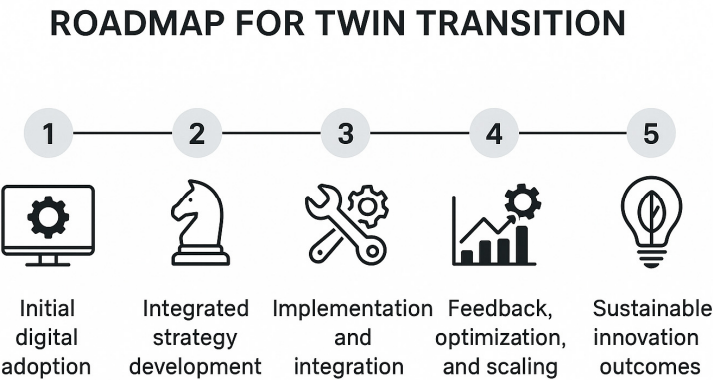 ROADMAP FOR TWIN TRANSITION
1 2 3 4 5
Initial
digital
adoption
Integrated
strategy
development
Implementation
and
integration
Feedback,
optimization,
and scaling
Sustainable
innovation
outcomes